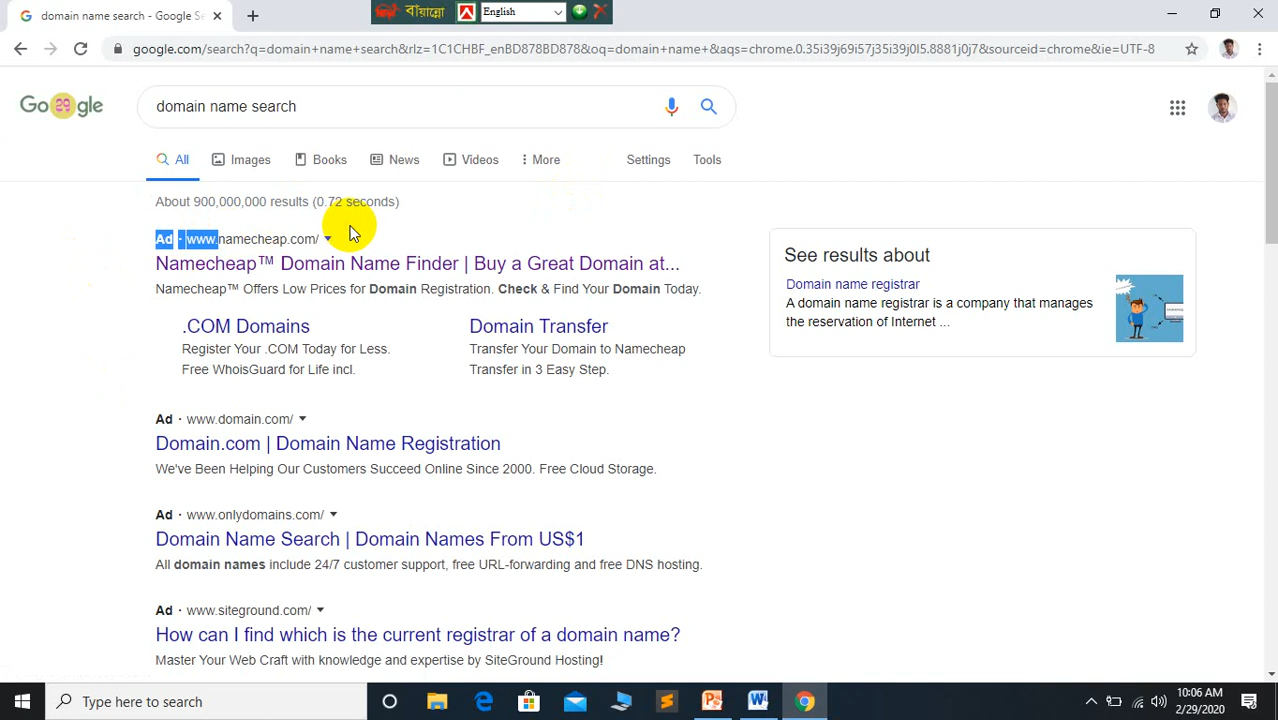 domain name search - Google Se
বায়ান্নো
English
google.com/search?q=domain+name+search&rlz=1C1CHBF_enBD878BD878&oq=domain+name+&aqs=chrome.0.35i39j69i57j35i39j0l5.8881j0j7&sourceid=chrome&ie=UTF-8
Go29gle
domain name search
All
Images
Books
News
Videos
More
Settings
Tools
About 900,000,000 results (0.72 seconds)
Ad · www.namecheap.com/
Namecheap™ Domain Name Finder | Buy a Great Domain at...
Namecheap™ Offers Low Prices for Domain Registration. Check & Find Your Domain Today.
.COM Domains
Register Your .COM Today for Less.
Free WhoisGuard for Life incl.
Domain Transfer
Transfer Your Domain to Namecheap
Transfer in 3 Easy Step.
Ad · www.domain.com/
Domain.com | Domain Name Registration
We've Been Helping Our Customers Succeed Online Since 2000. Free Cloud Storage.
Ad · www.onlydomains.com/
Domain Name Search | Domain Names From US$1
All domain names include 24/7 customer support, free URL-forwarding and free DNS hosting.
Ad · www.siteground.com/
How can I find which is the current registrar of a domain name?
Master Your Web Craft with knowledge and expertise by SiteGround Hosting!
See results about
Domain name registrar
A domain name registrar is a company that manages
the reservation of Internet ...
Type here to search
10:06 AM
2/29/2020